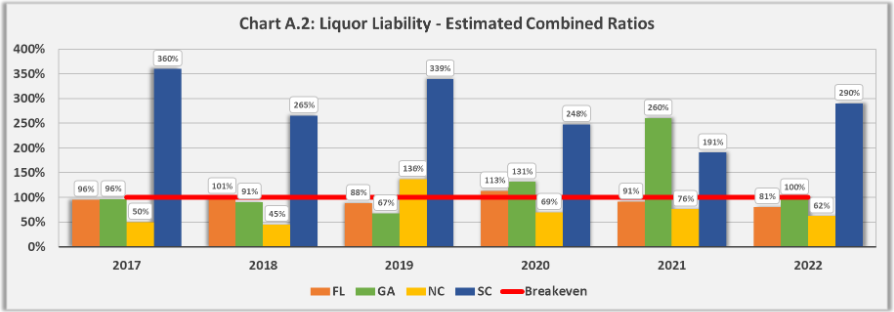 Chart A.2: Liquor Liability - Estimated Combined Ratios
400%
350%
300%
250%
200%
150%
100%
50%
0%
96% 96% 50% 360%
101% 91% 45% 265%
88% 67% 136% 339%
113% 131% 69% 248%
91% 260% 76% 191%
81% 100% 62% 290%
2017 2018 2019 2020 2021 2022
FL GA NC SC Breakeven